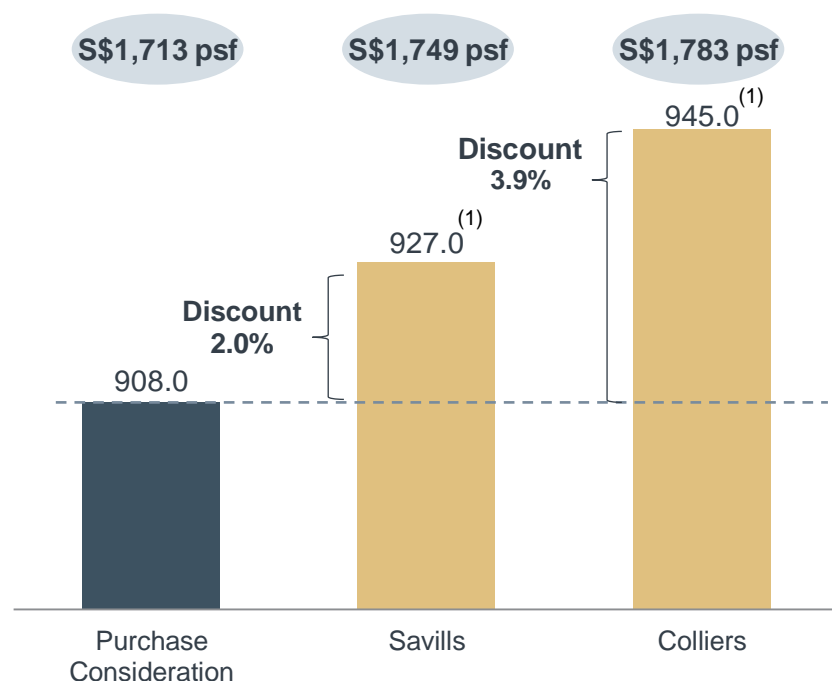 S$1,713 psf
S$1,749 psf
S$1,783 psf
945.0(1)
Discount
3.9%
927.0(1)
Discount
2.0%
908.0
Purchase
Consideration
Savills
Colliers